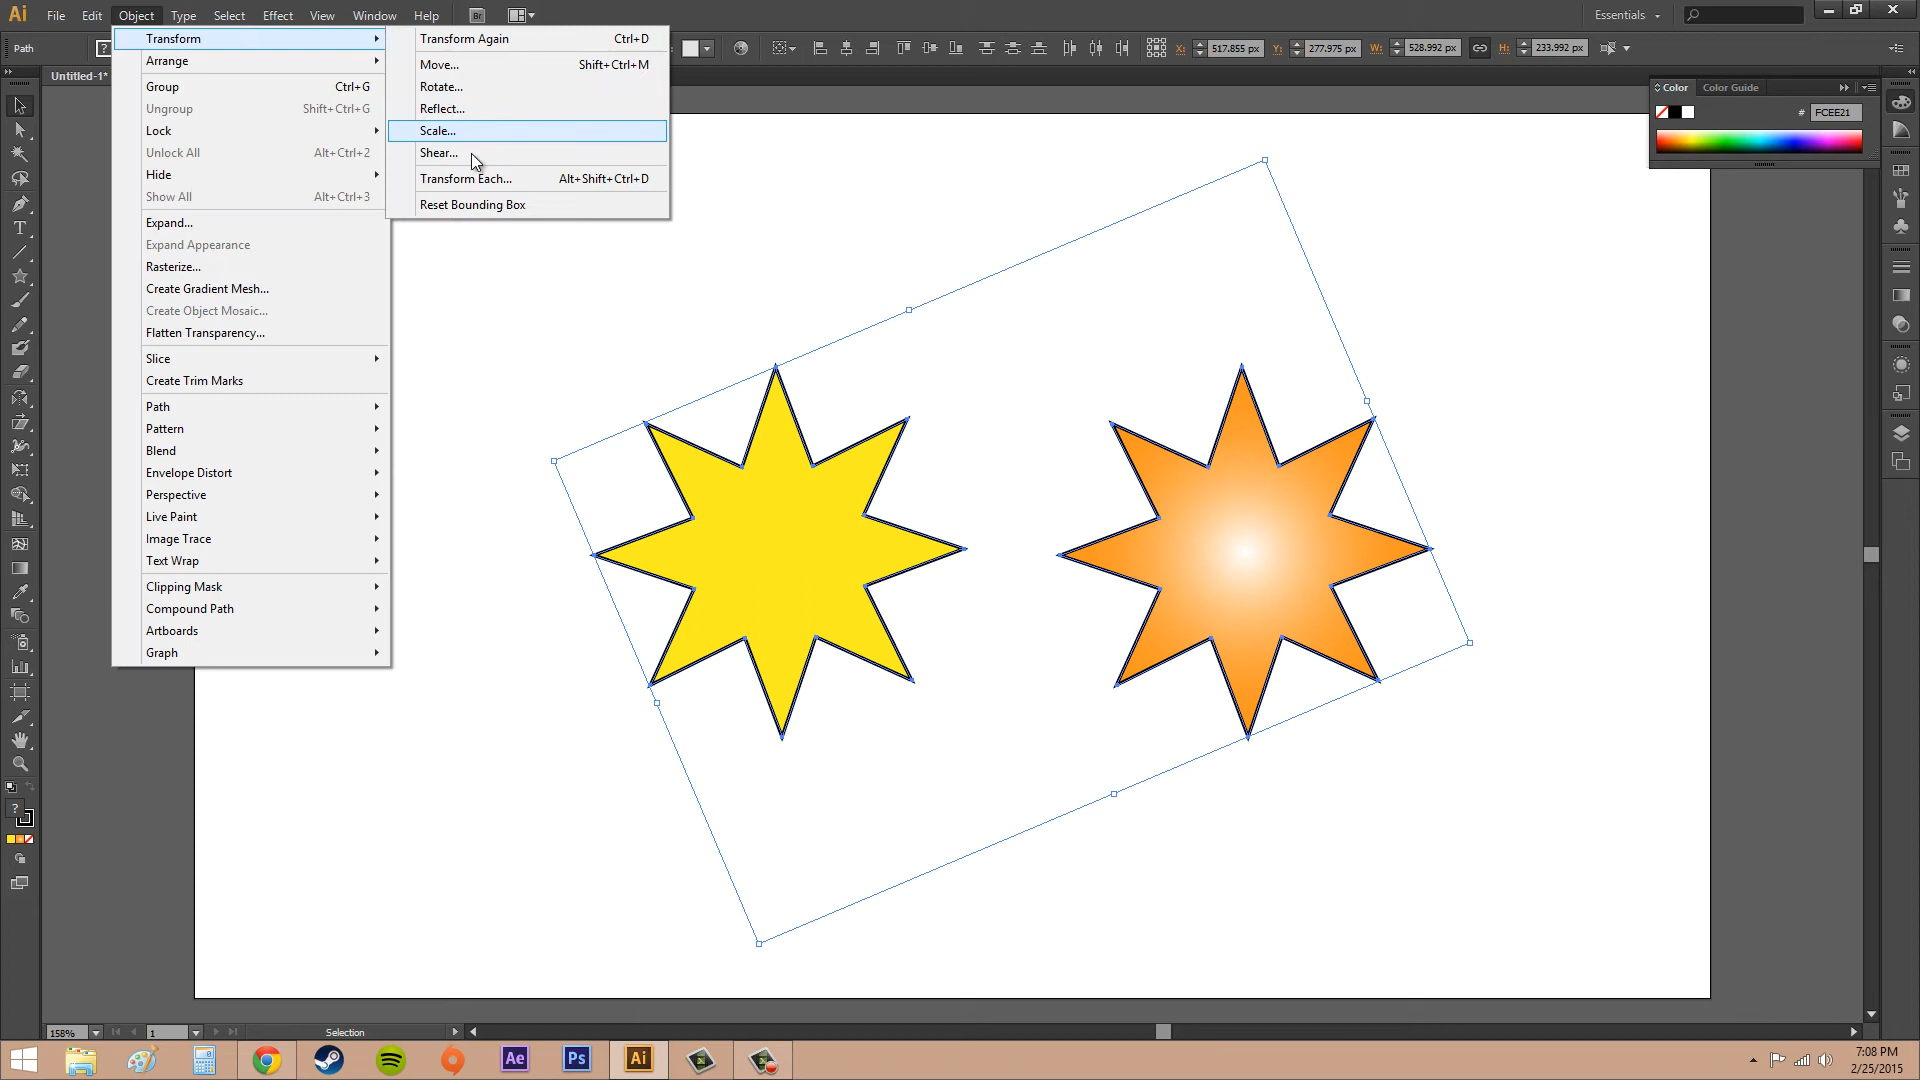 Ai File Edit Object Type Select Effect View Window Help Br Essentials
Path ? X: 517.855 px Y: 277.975 px W: 528.992 px H: 233.992 px
Untitled-1*
Transform
Arrange
Group Ctrl+G
Ungroup Shift+Ctrl+G
Lock
Unlock All Alt+Ctrl+2
Hide
Show All Alt+Ctrl+3
Expand...
Expand Appearance
Rasterize...
Create Gradient Mesh...
Create Object Mosaic...
Flatten Transparency...
Slice
Create Trim Marks
Path
Pattern
Blend
Envelope Distort
Perspective
Live Paint
Image Trace
Text Wrap
Clipping Mask
Compound Path
Artboards
Graph
Transform Again Ctrl+D
Move... Shift+Ctrl+M
Rotate...
Reflect...
Scale...
Shear...
Transform Each... Alt+Shift+Ctrl+D
Reset Bounding Box
Color Color Guide
# FCEE21
T
?
158% 1 Selection
Ae Ps Ai
7:08 PM
2/25/2015